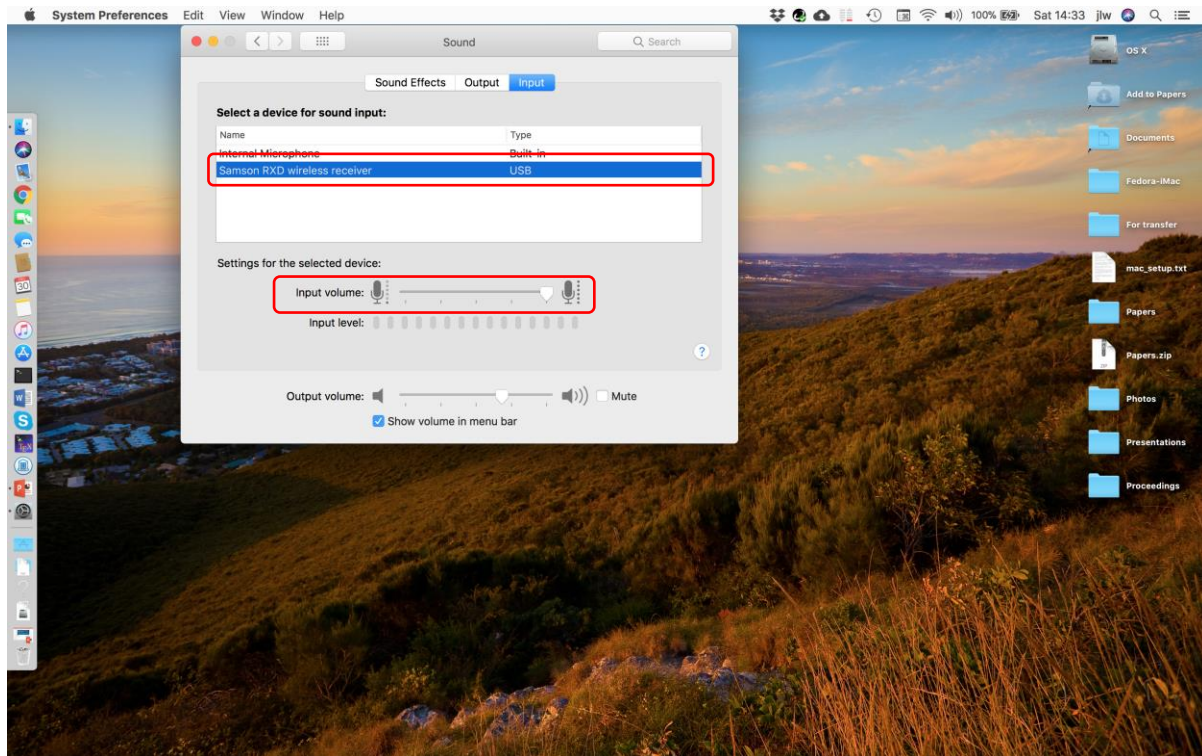 System Preferences Edit View Window Help 100% Sat 14:33 jlw
Sound
Search
Sound Effects Output Input
Select a device for sound input:
Name Type
Internal Microphone Built-in
Samson RXD wireless receiver USB
Settings for the selected device:
Input volume:
Input level:
?
Output volume: Mute
Show volume in menu bar
OS X
Add to Papers
Documents
Fedora-iMac
For transfer
mac_setup.txt
Papers
Papers.zip
Photos
Presentations
Proceedings
30